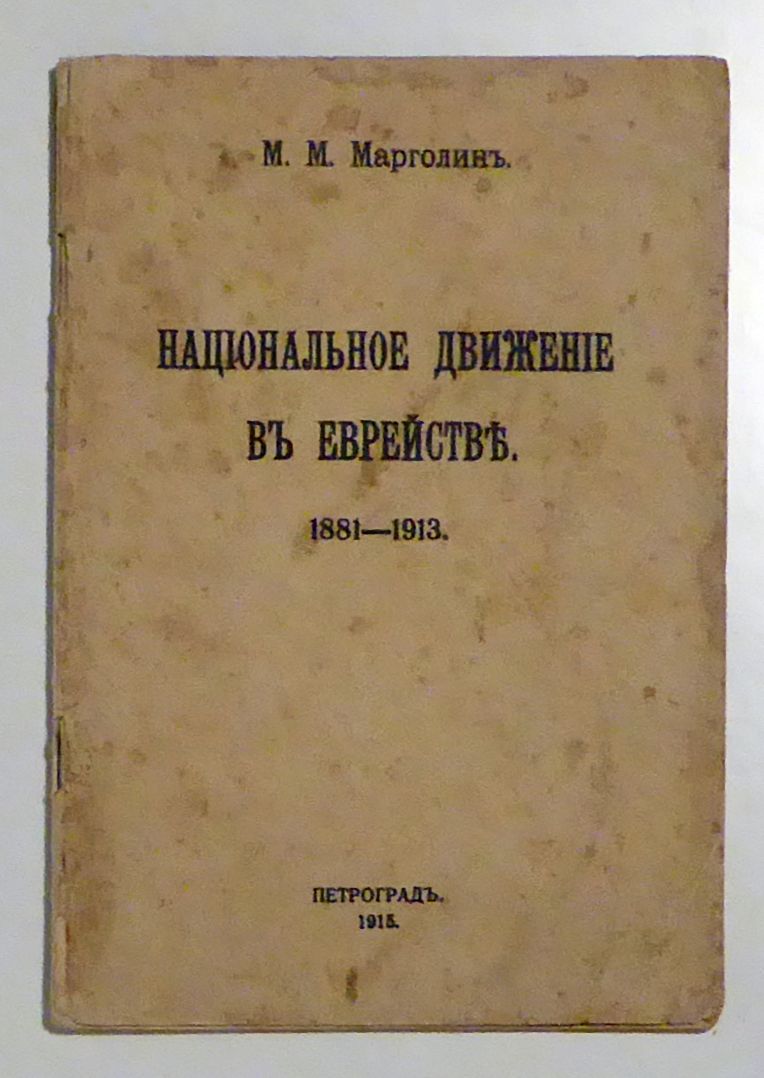 М. М. Марголинъ.
НАЦІОНАЛЬНОЕ ДВИЖЕНІЕ
ВЪ ЕВРЕЙСТВѢ.
1881—1913.
ПЕТРОГРАДЪ.
1915.